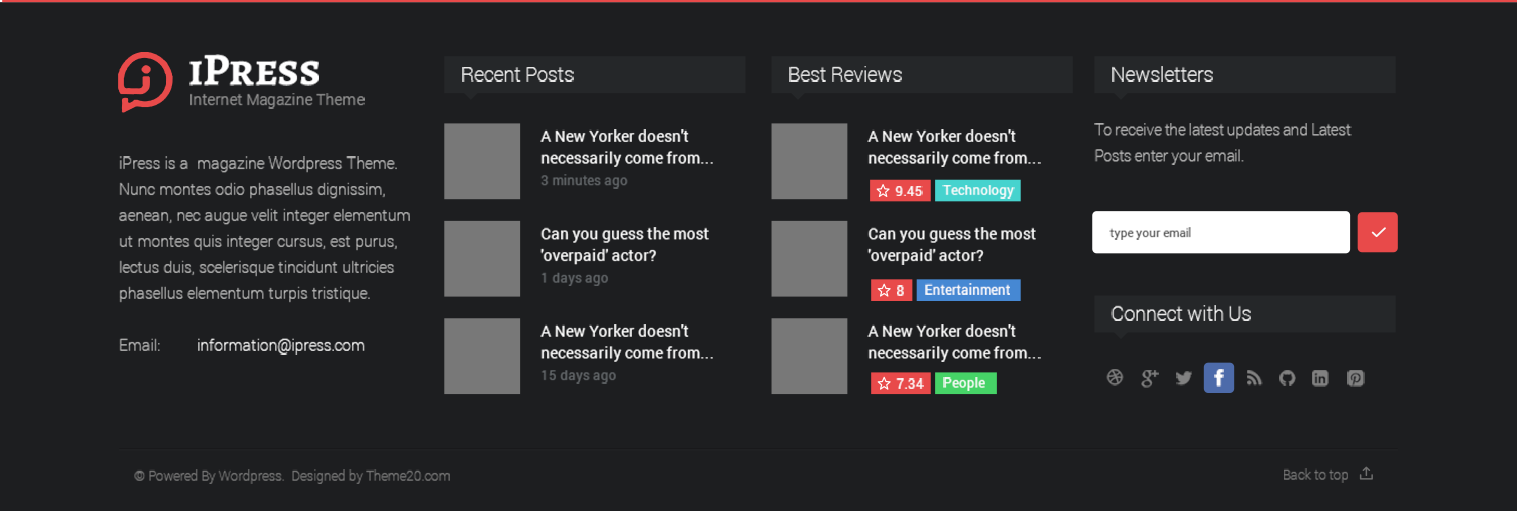 iPress
Internet Magazine Theme
iPress is a  magazine Wordpress Theme.
Nunc montes odio phasellus dignissim,
aenean, nec augue velit integer elementum
ut montes quis integer cursus, est purus,
lectus duis, scelerisque tincidunt ultricies
phasellus elementum turpis tristique.
Email: information@ipress.com
Recent Posts
A New Yorker doesn't
necessarily come from...
3 minutes ago
Can you guess the most
'overpaid' actor?
1 days ago
A New Yorker doesn't
necessarily come from...
15 days ago
Best Reviews
A New Yorker doesn't
necessarily come from...
9.45 Technology
Can you guess the most
'overpaid' actor?
8 Entertainment
A New Yorker doesn't
necessarily come from...
7.34 People
Newsletters
To receive the latest updates and Latest
Posts enter your email.
type your email
Connect with Us
© Powered By Wordpress.  Designed by Theme20.com
Back to top